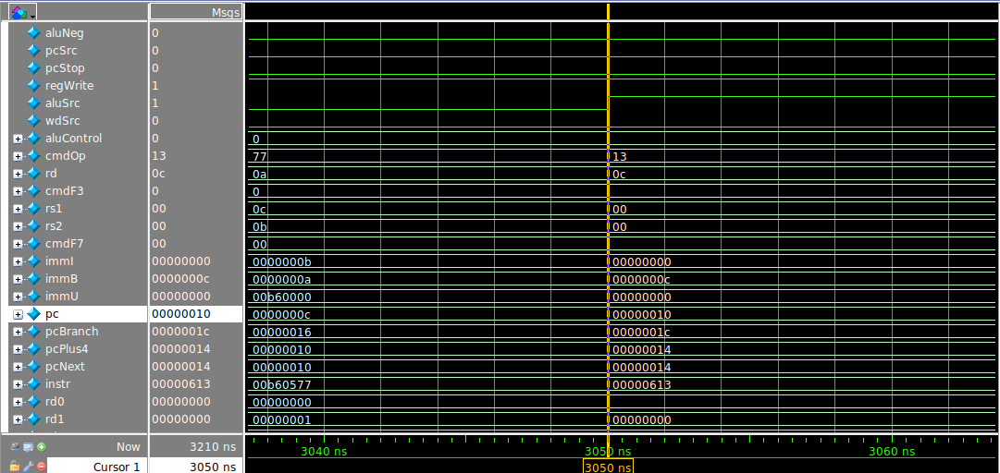 Msgs
aluNeg 0
pcSrc 0
pcStop 0
regWrite 1
aluSrc 1
wdSrc 0
aluControl 0 0
cmdOp 13 77 13
rd 0c 0a 0c
cmdF3 0 0
rs1 00 0c 00
rs2 00 0b 00
cmdF7 00 00
immI 00000000 0000000b 00000000
immB 0000000c 0000000a 0000000c
immU 00000000 00b60000 00000000
pc 00000010 0000000c 00000010
pcBranch 0000001c 00000016 0000001c
pcPlus4 00000014 00000010 00000014
pcNext 00000014 00000010 00000014
instr 00000613 00b60577 00000613
rd0 00000000 00000000
rd1 00000000 00000001 00000000
Now 3210 ns 3040 ns 3050 ns 3060 ns
Cursor 1 3050 ns 3050 ns